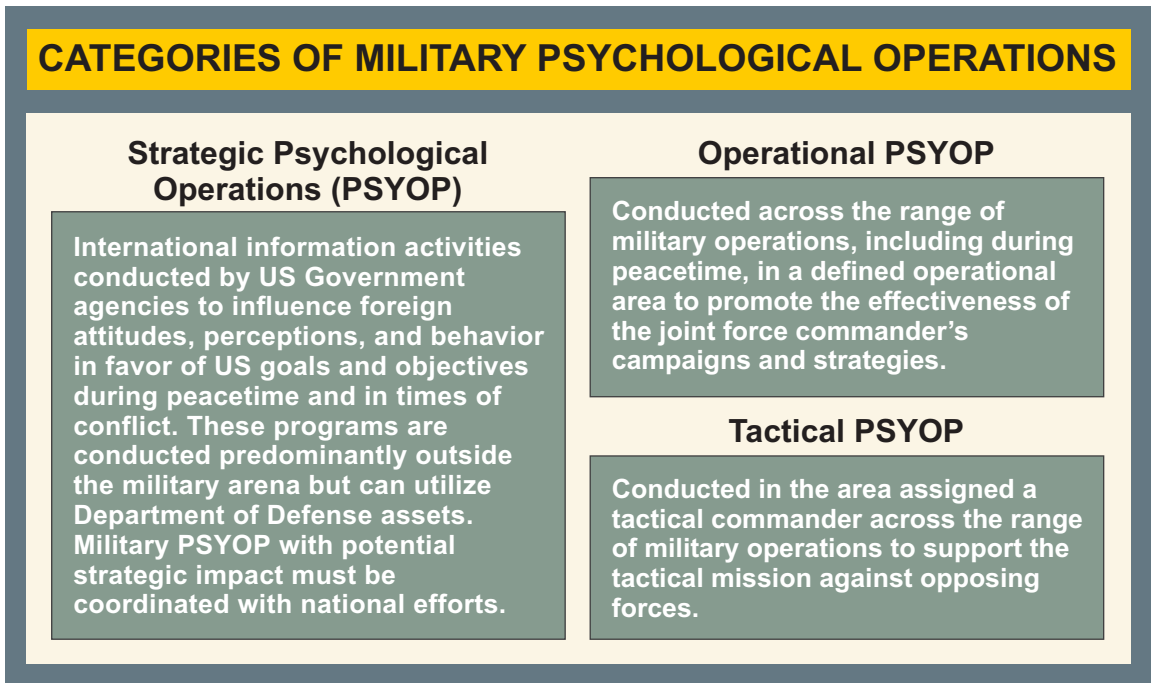 CATEGORIES OF MILITARY PSYCHOLOGICAL OPERATIONS
Strategic Psychological
Operations (PSYOP)
International information activities
conducted by US Government
agencies to influence foreign
attitudes, perceptions, and behavior
in favor of US goals and objectives
during peacetime and in times of
conflict. These programs are
conducted predominantly outside
the military arena but can utilize
Department of Defense assets.
Military PSYOP with potential
strategic impact must be
coordinated with national efforts.
Operational PSYOP
Conducted across the range of
military operations, including during
peacetime, in a defined operational
area to promote the effectiveness of
the joint force commander’s
campaigns and strategies.
Tactical PSYOP
Conducted in the area assigned a
tactical commander across the range
of military operations to support the
tactical mission against opposing
forces.